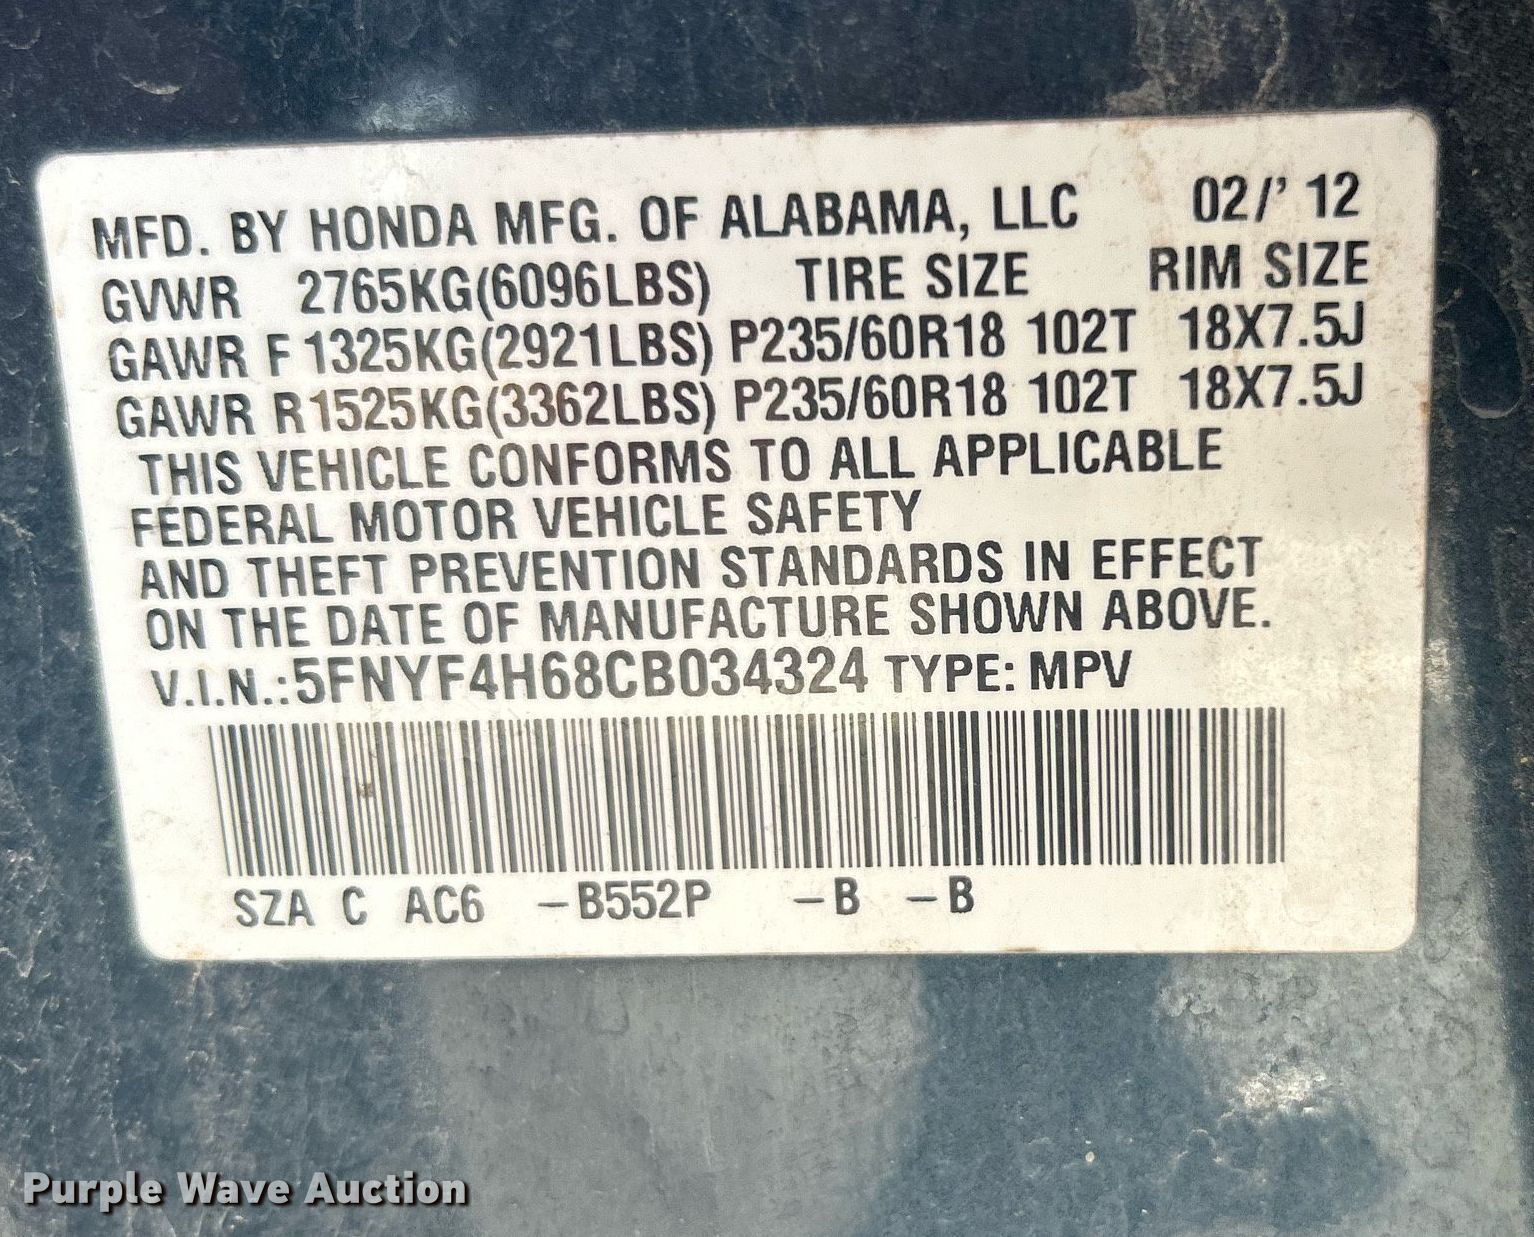 MFD. BY HONDA MFG. OF ALABAMA, LLC 02/' 12
GVWR 2765KG(6096LBS) TIRE SIZE RIM SIZE
GAWR F 1325KG(2921LBS) P235/60R18 102T 18X7.5J
GAWR R 1525KG(3362LBS) P235/60R18 102T 18X7.5J
THIS VEHICLE CONFORMS TO ALL APPLICABLE
FEDERAL MOTOR VEHICLE SAFETY
AND THEFT PREVENTION STANDARDS IN EFFECT
ON THE DATE OF MANUFACTURE SHOWN ABOVE.
V.I.N.:5FNYF4H68CB034324 TYPE: MPV
SZA C AC6 -B552P -B -B
Purple Wave Auction